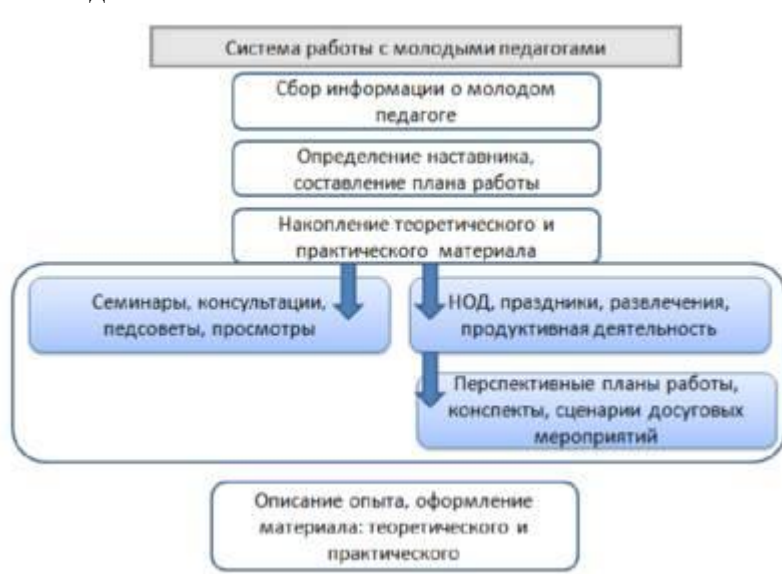 Система работы с молодыми педагогами
Сбор информации о молодом
педагоге
Определение наставника,
составление плана работы
Накопление теоретического и
практического материала
Семинары, консультации,
педсоветы, просмотры
НОД, праздники, развлечения,
продуктивная деятельность
Перспективные планы работы,
конспекты, сценарии досуговых
мероприятий
Описание опыта, оформление
материала: теоретического и
практического